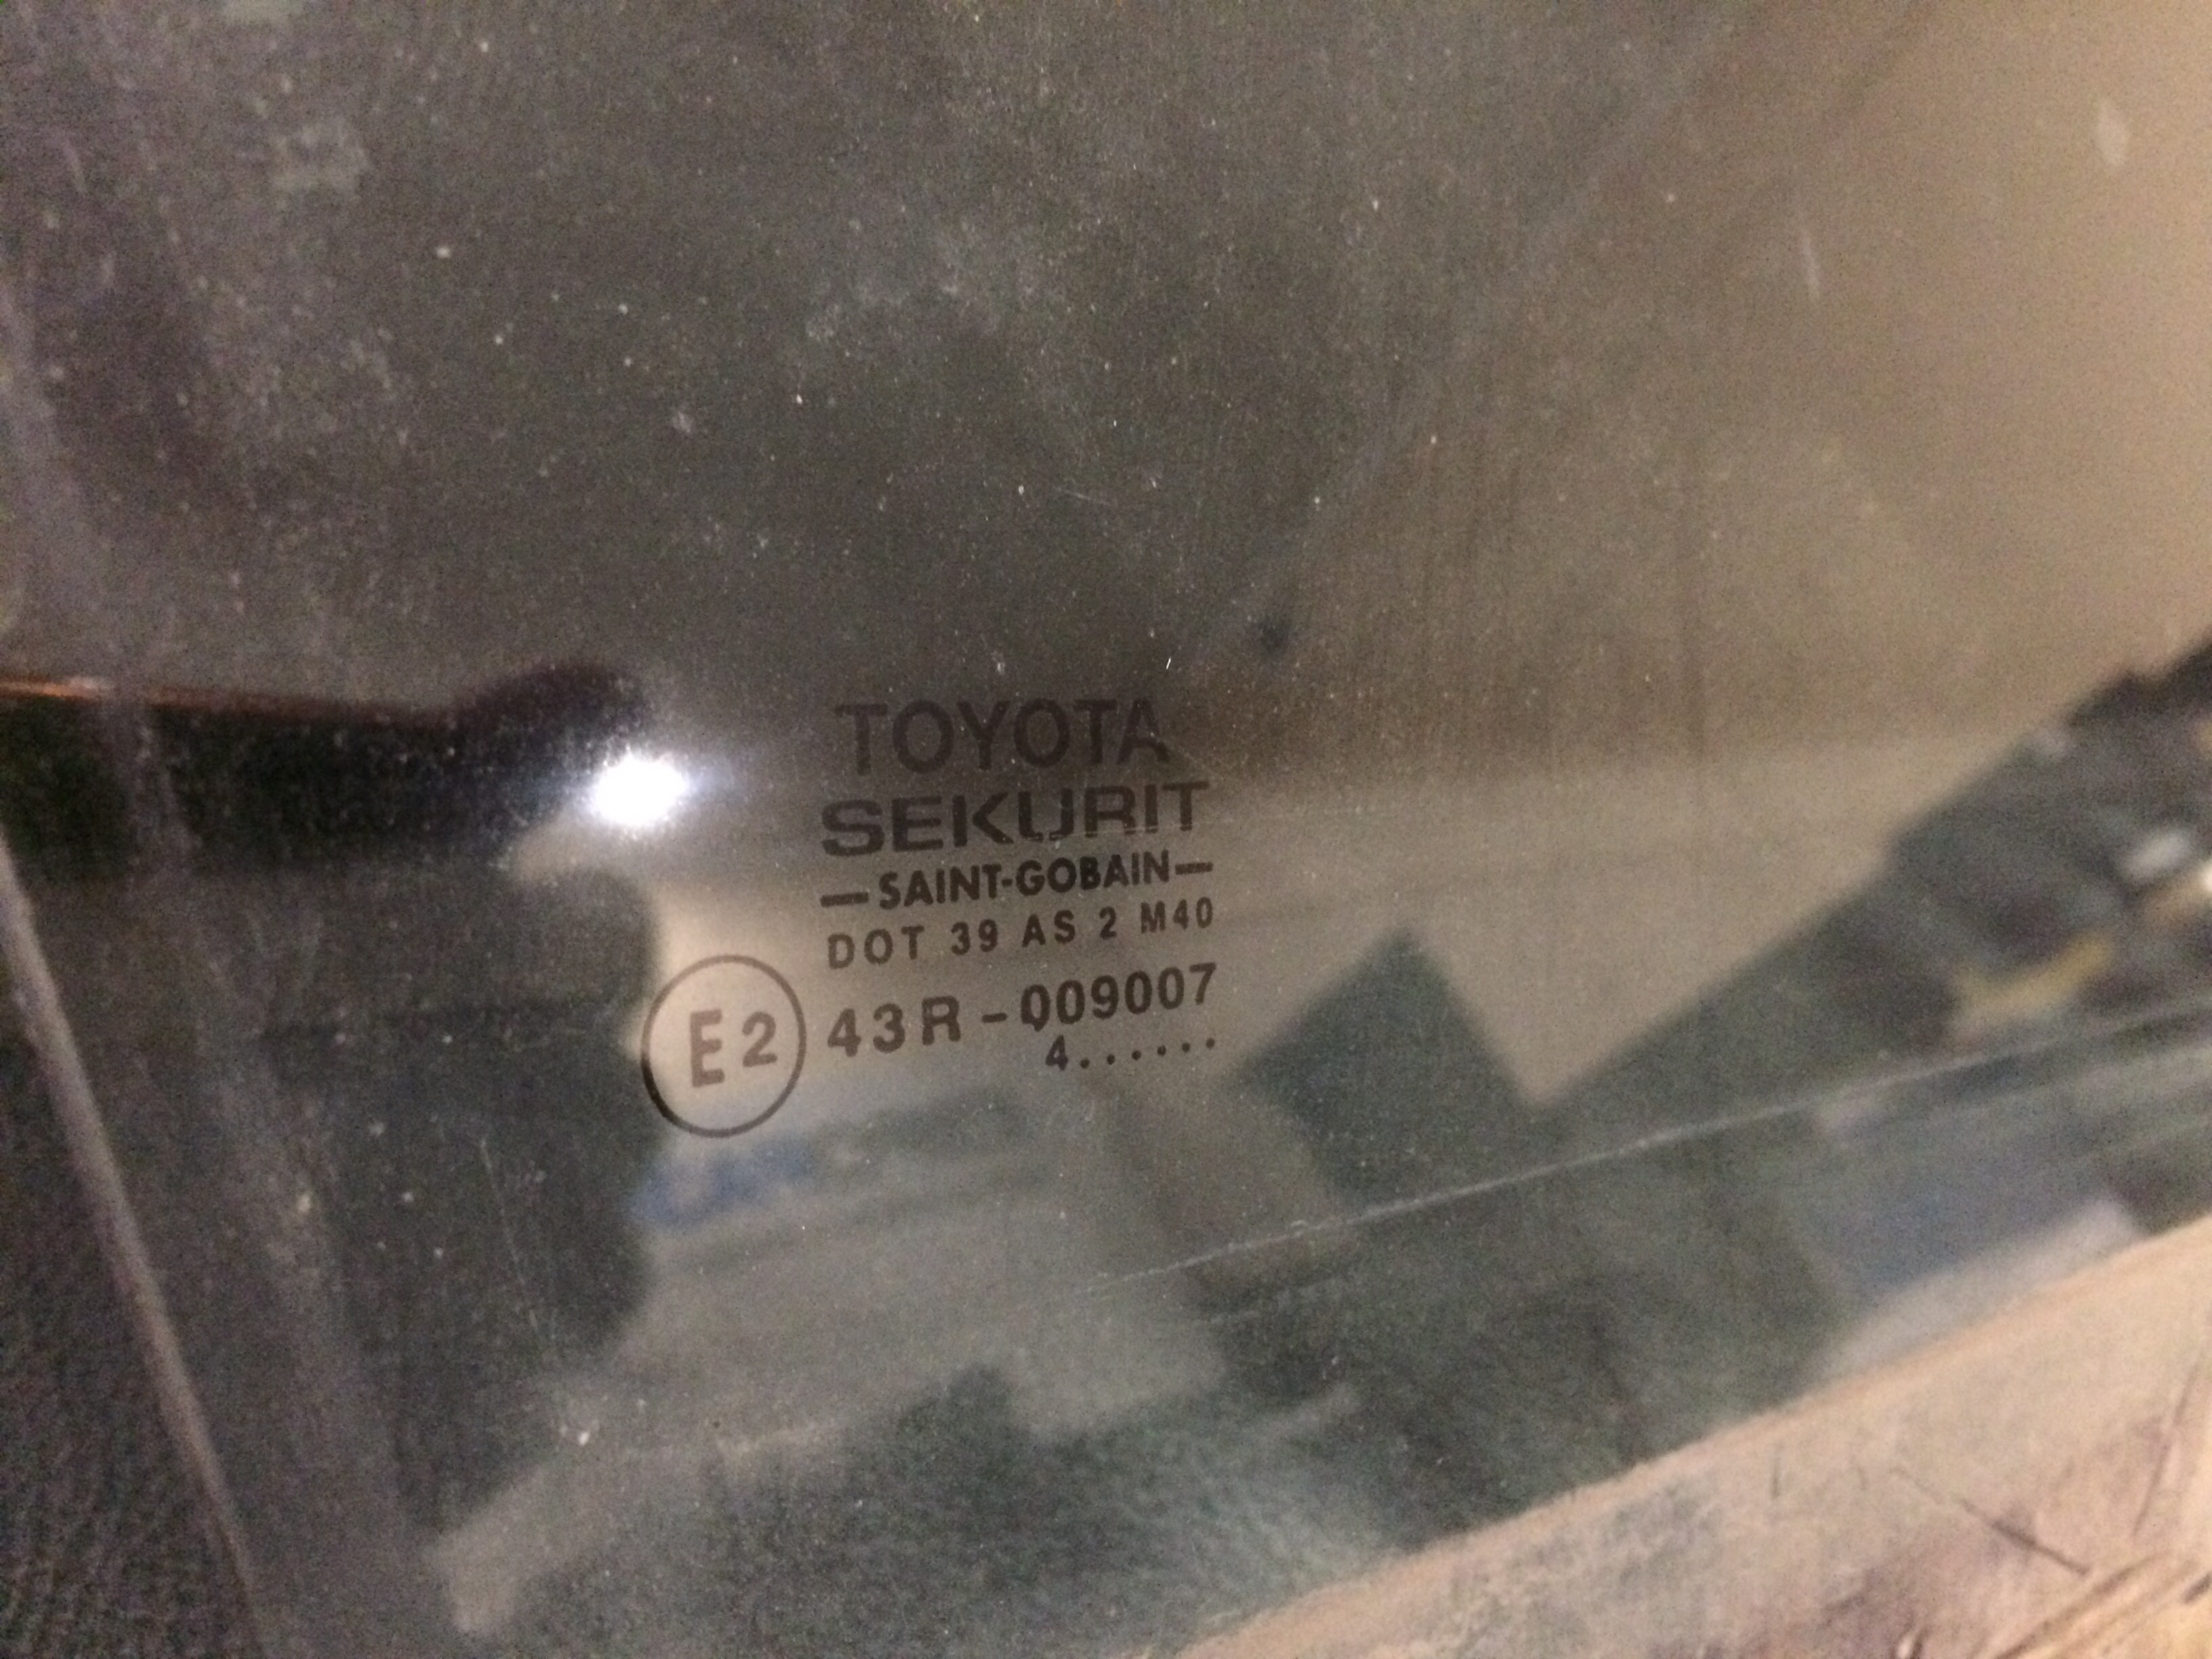 TOYOTA
SEKURIT
—SAINT-GOBAIN—
DOT 39 AS 2 M40
E2 43R-009007
4......